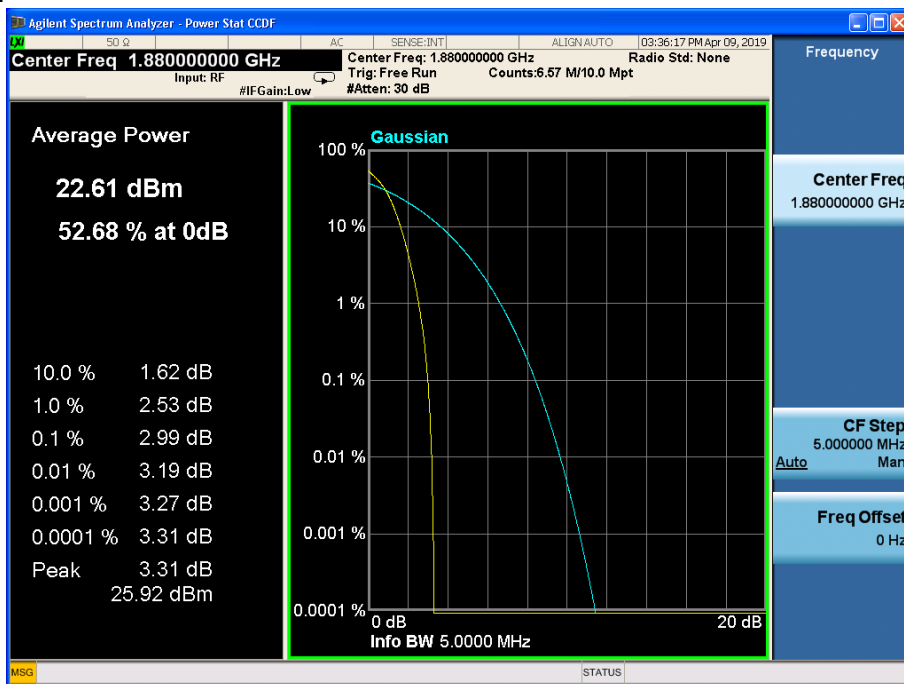 Agilent Spectrum Analyzer - Power Stat CCDF
LXI 50 Ω AC SENSE:INT ALIGN AUTO 03:36:17 PM Apr 09, 2019
Center Freq 1.880000000 GHz
Input: RF
#IFGain:Low
Center Freq: 1.880000000 GHz
Trig: Free Run
#Atten: 30 dB
Counts:6.57 M/10.0 Mpt
Radio Std: None
Average Power
22.61 dBm
52.68 % at 0dB
10.0 % 1.62 dB
1.0 % 2.53 dB
0.1 % 2.99 dB
0.01 % 3.19 dB
0.001 % 3.27 dB
0.0001 % 3.31 dB
Peak 3.31 dB
25.92 dBm
Gaussian
100 %
10 %
1 %
0.1 %
0.01 %
0.001 %
0.0001 %
0 dB 20 dB
Info BW 5.0000 MHz
Frequency
Center Freq
1.880000000 GHz
CF Step
5.000000 MHz
Auto Man
Freq Offset
0 Hz
MSG STATUS